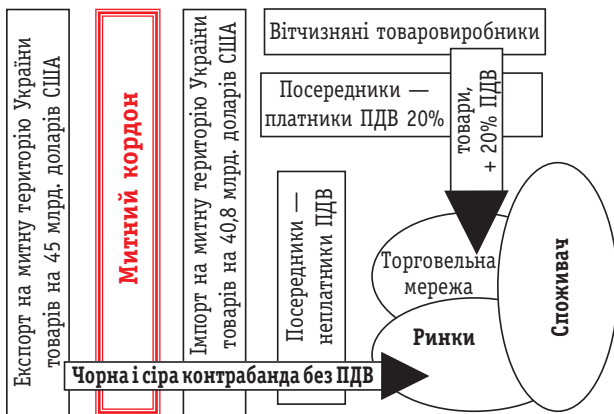 Експорт на митну територію України
товарів на 45 млрд. доларів США
Митний кордон
Імпорт на митну територію України
товарів на 40,8 млрд. доларів США
Вітчизняні товаровиробники
Посередники —
платники ПДВ 20%
товари,
+ 20% ПДВ
Посередники —
неплатники ПДВ
Торговельна
мережа
Ринки
Споживач
Чорна і сіра контрабанда без ПДВ